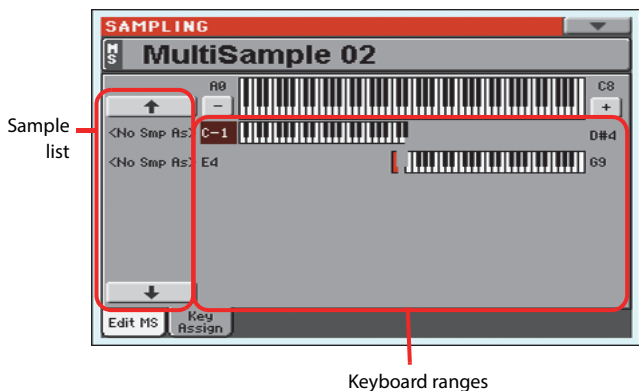 SAMPLING
MS MultiSample 02
A0 C8
- +
<No Smp As> C-1 D#4
<No Smp As> E4 G9
Edit MS Key Assign
Sample list
Keyboard ranges